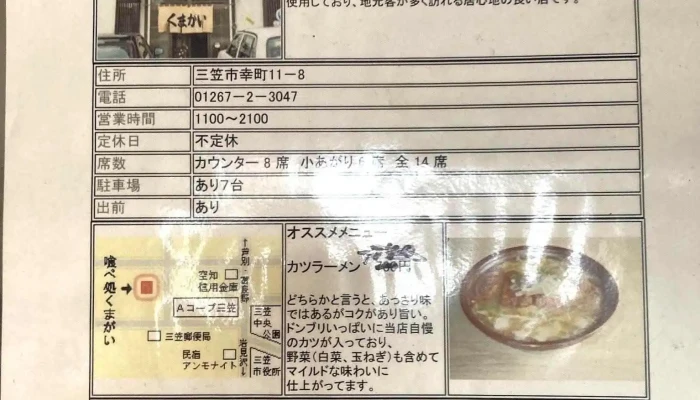 くまかい
使用しており、地元客が多く訪れる居心地の良い店です。
住所 三笠市幸町11－8
電話 01267－2－3047
営業時間 1100～2100
定休日 不定休
席数 カウンター 8 席 小あがり 6 席 全 14 席
駐車場 あり7台
出前 あり
喰べ処くまがい
↑芦別・
空知
信用金庫
Aコープ三笠
三笠
中央
公園
三笠郵便局
民宿
アンモナイト
岩見沢↓
三笠
市役所
オススメメニュー
カツラーメン
どちらかと言うと、あっさり味
ではあるがコクがあり旨い。
ドンブリいっぱいに当店自慢
のカツが入っており、
野菜（白菜、玉ねぎ）も含めて
マイルドな味わいに
仕上がってます。